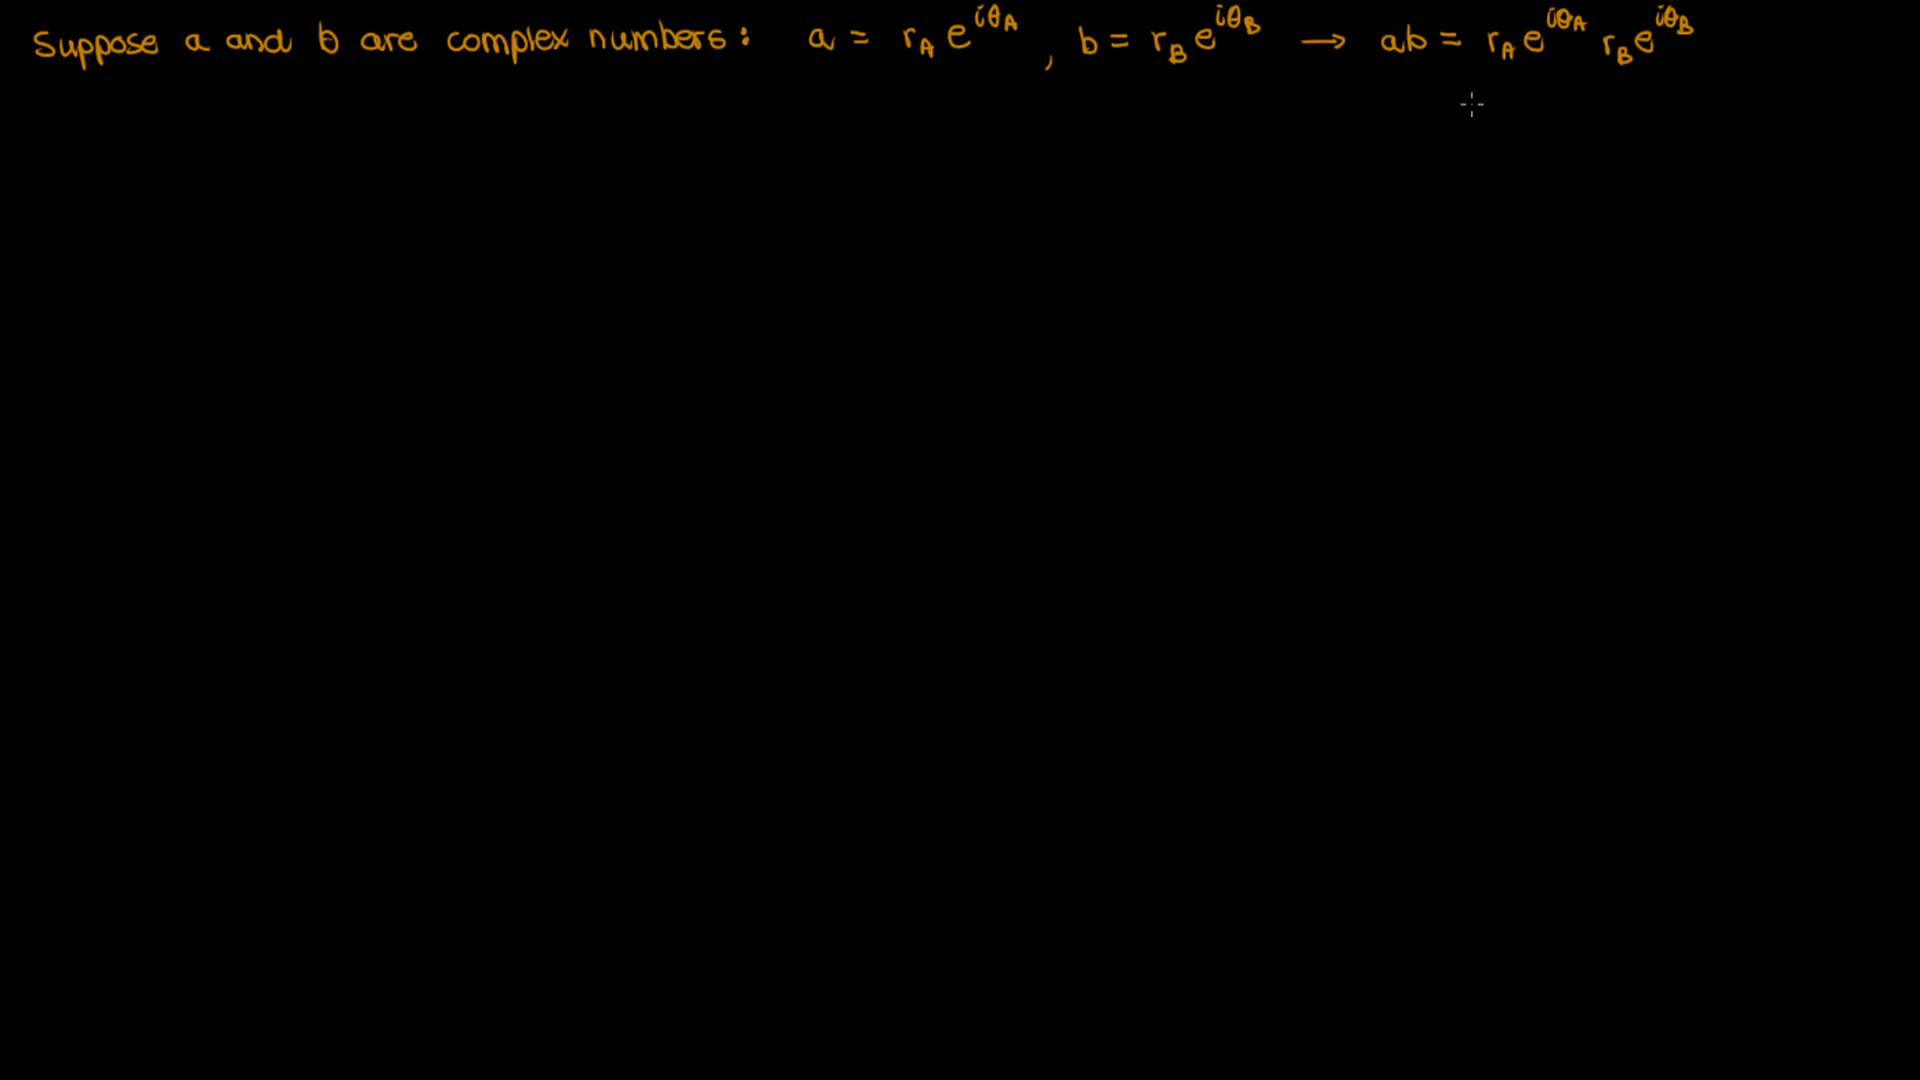 Suppose a and b are complex numbers: a = r_A e^{iθ_A} , b = r_B e^{iθ_B} → ab = r_A e^{iθ_A} r_B e^{iθ_B}